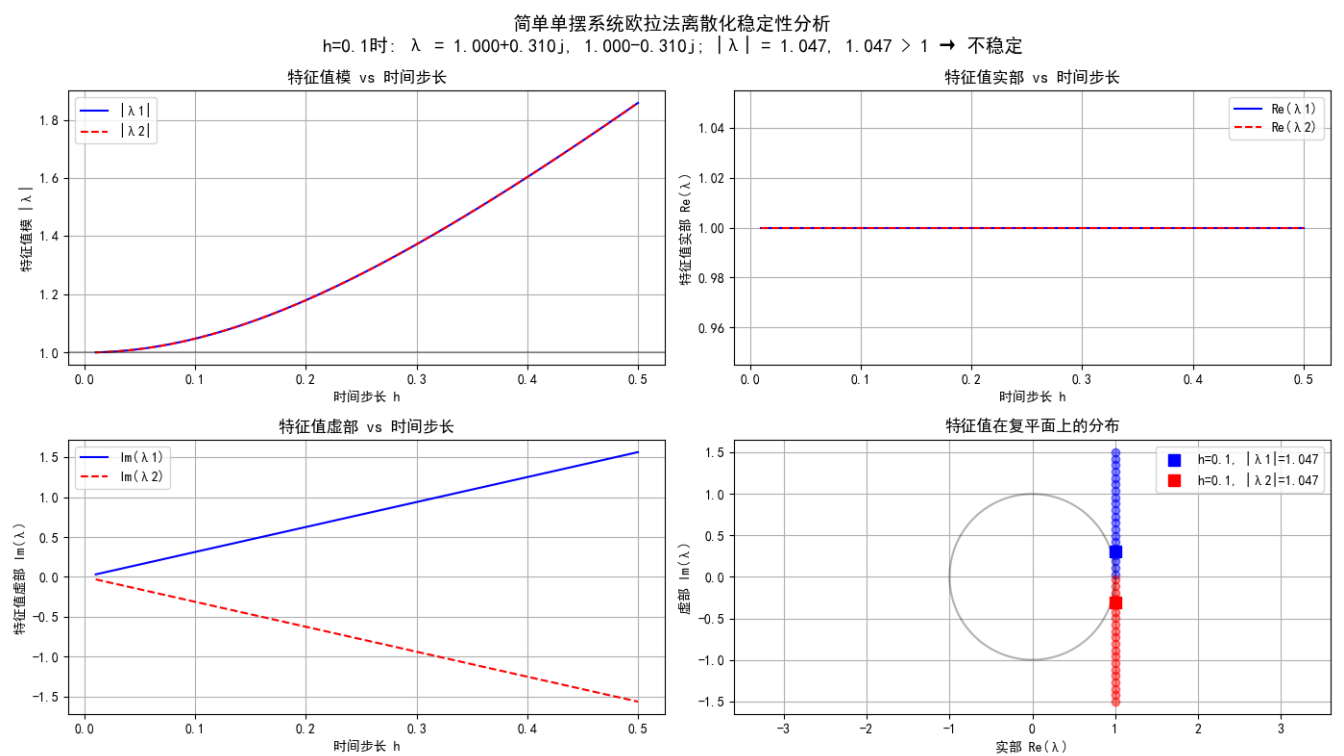 简单单摆系统欧拉法离散化稳定性分析
h=0.1时: λ = 1.000+0.310j, 1.000-0.310j; |λ| = 1.047, 1.047 > 1 → 不稳定
特征值模 vs 时间步长
|λ1|
|λ2|
特征值模 |λ|
1.8
1.6
1.4
1.2
1.0
0.0 0.1 0.2 0.3 0.4 0.5
时间步长 h
特征值实部 vs 时间步长
Re(λ1)
Re(λ2)
特征值实部 Re(λ)
1.04
1.02
1.00
0.98
0.96
0.0 0.1 0.2 0.3 0.4 0.5
时间步长 h
特征值虚部 vs 时间步长
Im(λ1)
Im(λ2)
特征值虚部 Im(λ)
1.5
1.0
0.5
0.0
-0.5
-1.0
-1.5
0.0 0.1 0.2 0.3 0.4 0.5
时间步长 h
特征值在复平面上的分布
h=0.1, |λ1|=1.047
h=0.1, |λ2|=1.047
虚部 Im(λ)
1.5
1.0
0.5
0.0
-0.5
-1.0
-1.5
-3 -2 -1 0 1 2 3
实部 Re(λ)